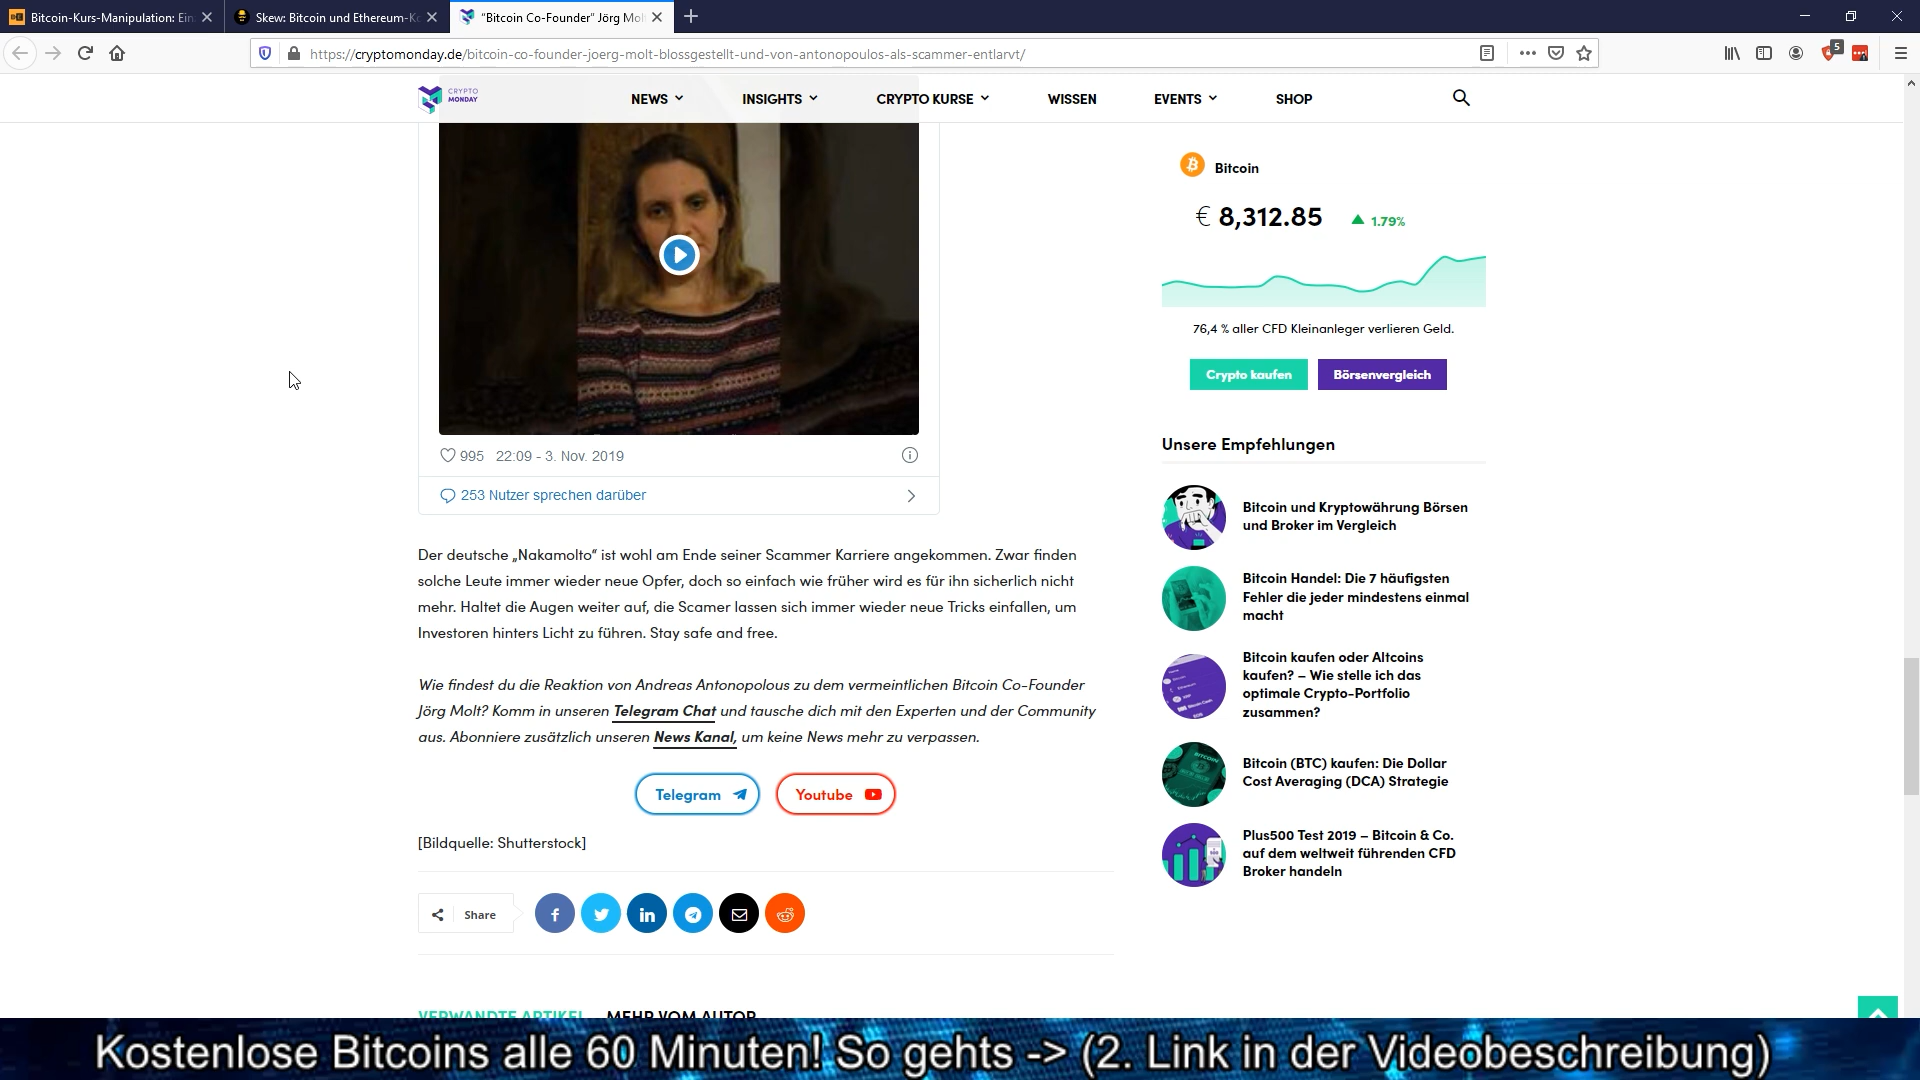 Bitcoin-Kurs-Manipulation: Ein
Skew: Bitcoin und Ethereum-Ko
"Bitcoin Co-Founder" Jörg Mol
https://cryptomonday.de/bitcoin-co-founder-joerg-molt-blossgestellt-und-von-antonopoulos-als-scammer-entlarvt/
5
CRYPTO
MONDAY
NEWS
INSIGHTS
CRYPTO KURSE
WISSEN
EVENTS
SHOP
995 22:09 - 3. Nov. 2019
253 Nutzer sprechen darüber
Der deutsche „Nakamolto“ ist wohl am Ende seiner Scammer Karriere angekommen. Zwar finden
solche Leute immer wieder neue Opfer, doch so einfach wie früher wird es für ihn sicherlich nicht
mehr. Haltet die Augen weiter auf, die Scamer lassen sich immer wieder neue Tricks einfallen, um
Investoren hinters Licht zu führen. Stay safe and free.
Wie findest du die Reaktion von Andreas Antonopolous zu dem vermeintlichen Bitcoin Co-Founder
Jörg Molt? Komm in unseren Telegram Chat und tausche dich mit den Experten und der Community
aus. Abonniere zusätzlich unseren News Kanal, um keine News mehr zu verpassen.
Telegram
Youtube
[Bildquelle: Shutterstock]
Share
VERWANDTE ARTIKEL
MEHR VOM AUTOR
Bitcoin
€ 8,312.85
1.79%
76,4 % aller CFD Kleinanleger verlieren Geld.
Crypto kaufen
Börsenvergleich
Unsere Empfehlungen
Bitcoin und Kryptowährung Börsen
und Broker im Vergleich
Bitcoin Handel: Die 7 häufigsten
Fehler die jeder mindestens einmal
macht
Bitcoin kaufen oder Altcoins
kaufen? – Wie stelle ich das
optimale Crypto-Portfolio
zusammen?
Bitcoin (BTC) kaufen: Die Dollar
Cost Averaging (DCA) Strategie
Plus500 Test 2019 – Bitcoin & Co.
auf dem weltweit führenden CFD
Broker handeln
Kostenlose Bitcoins alle 60 Minuten! So gehts -> (2. Link in der Videobeschreibung)